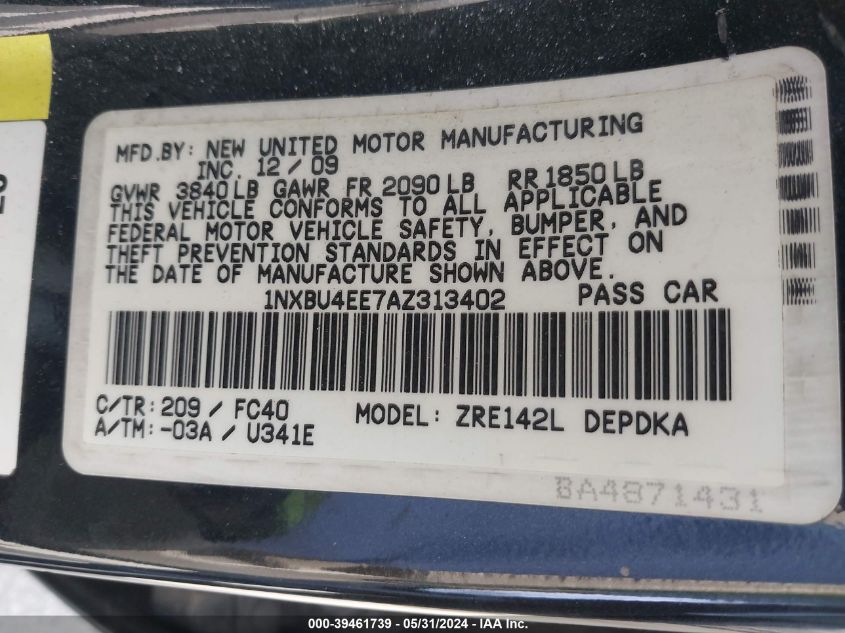 MFD.BY: NEW UNITED MOTOR MANUFACTURING
INC. 12/09
GVWR 3840LB GAWR FR 2090LB RR1850LB
THIS VEHICLE CONFORMS TO ALL APPLICABLE
FEDERAL MOTOR VEHICLE SAFETY, BUMPER, AND
THEFT PREVENTION STANDARDS IN EFFECT ON
THE DATE OF MANUFACTURE SHOWN ABOVE.
1NXBU4EE7AZ313402 PASS CAR
C/TR: 209 / FC40 MODEL: ZRE142L DEPDKA
A/TM: -03A / U341E
BA4871431
000-39461739 / 05/31/2024 - IAA Inc.